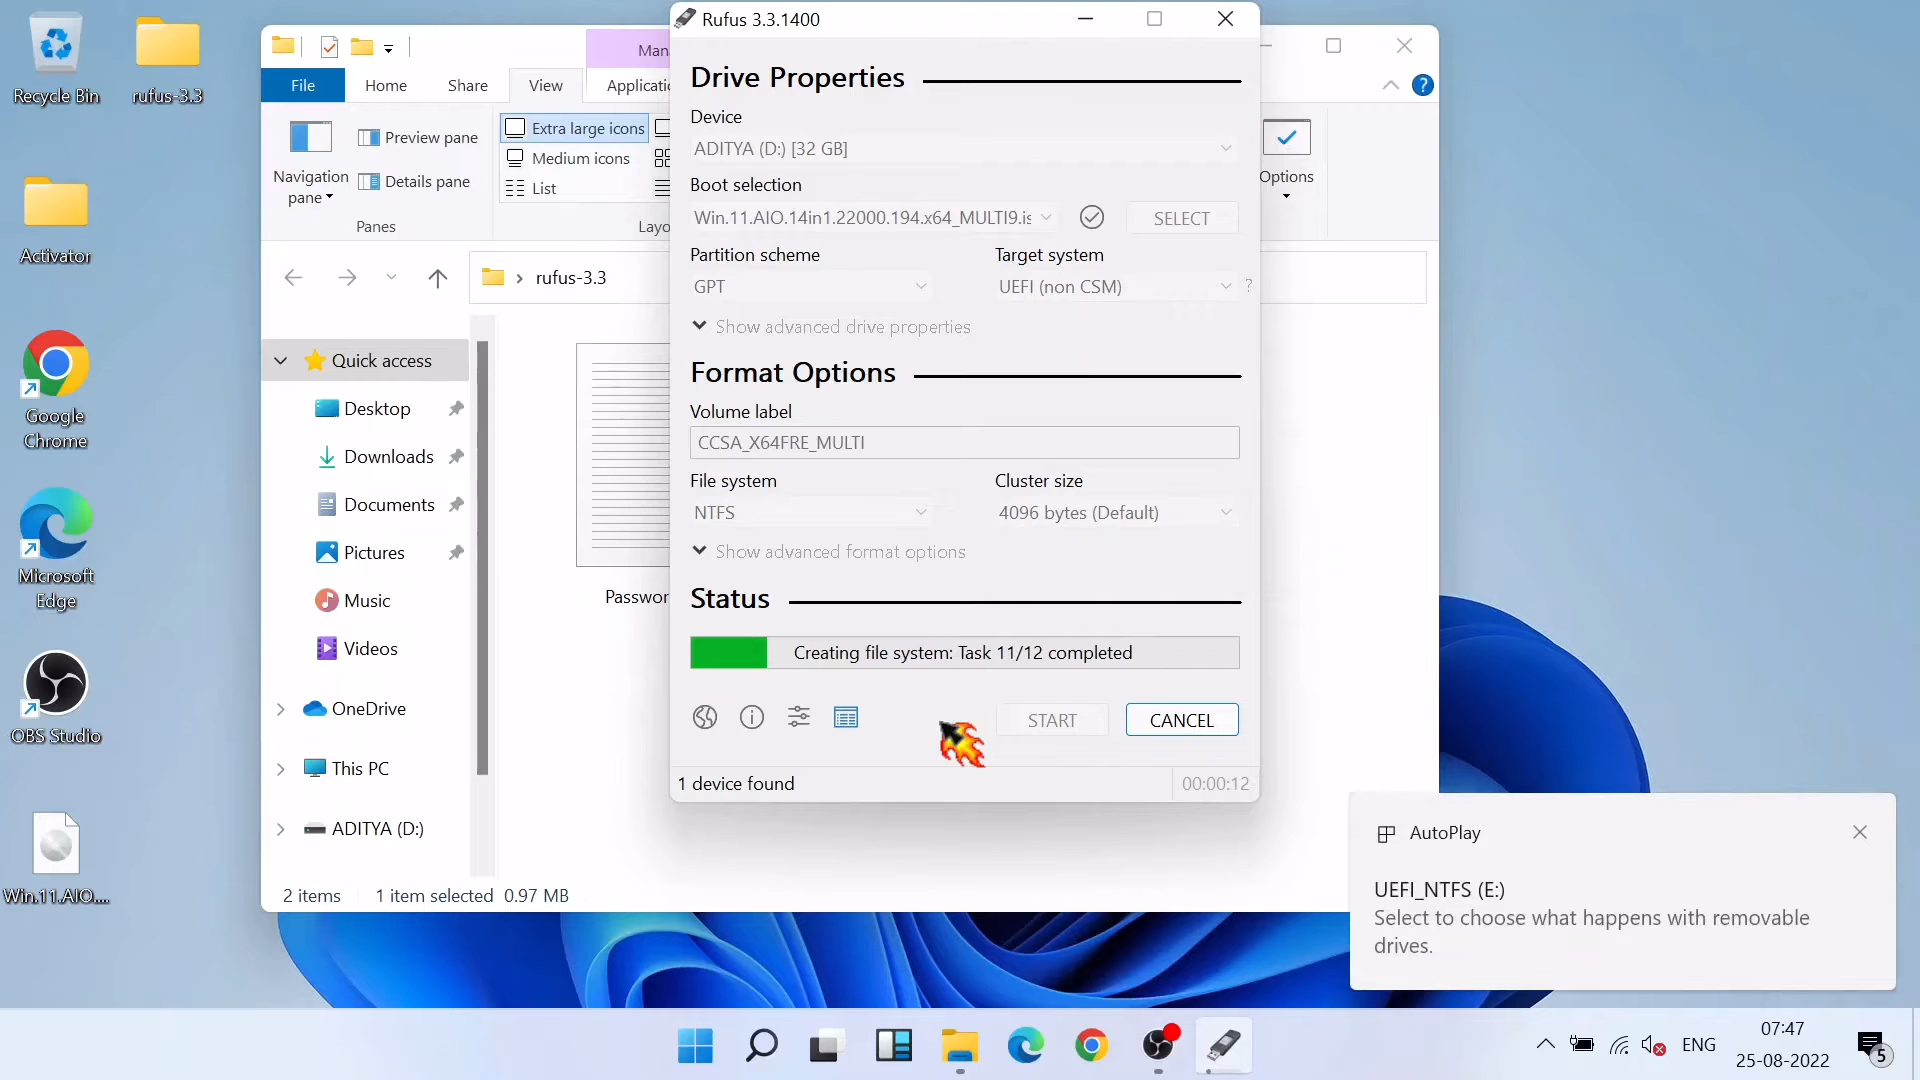 Recycle Bin
rufus-3.3
Activator
Google
Chrome
Microsoft
Edge
OBS Studio
Win.11.AIO....
File
Home
Share
View
Preview pane
Details pane
Navigation
pane
Panes
Extra large icons
Medium icons
List
Options
?
rufus-3.3
Quick access
Desktop
Downloads
Documents
Pictures
Music
Videos
OneDrive
This PC
ADITYA (D:)
2 items
1 item selected 0.97 MB
Rufus 3.3.1400
Drive Properties
Device
ADITYA (D:) [32 GB]
Boot selection
Win.11.AIO.14in1.22000.194.x64_MULTI9.is
SELECT
Partition scheme
Target system
GPT
UEFI (non CSM)
?
Show advanced drive properties
Format Options
Volume label
CCSA_X64FRE_MULTI
File system
Cluster size
NTFS
4096 bytes (Default)
Show advanced format options
Status
Creating file system: Task 11/12 completed
START
CANCEL
1 device found
00:00:12
AutoPlay
UEFI_NTFS (E:)
Select to choose what happens with removable
drives.
ENG
07:47
25-08-2022
5